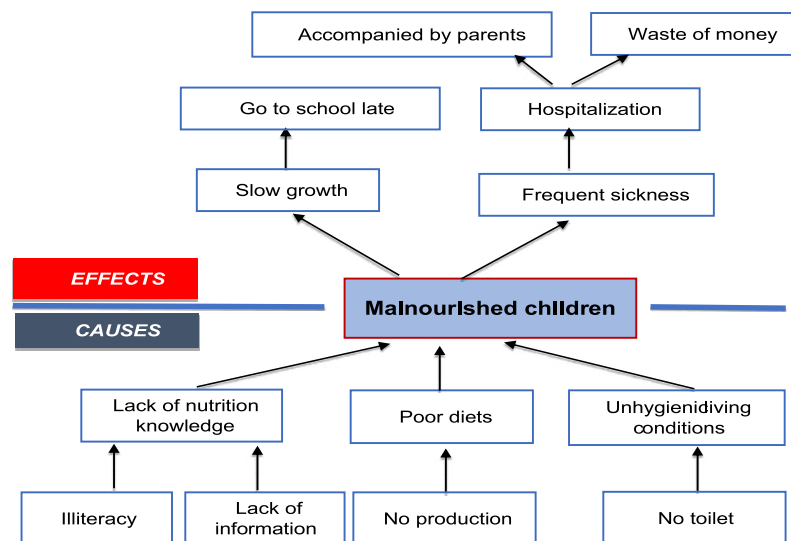 Accompanied by parents
Waste of money
Go to school late
Hospitalization
Slow growth
Frequent sickness
EFFECTS
Malnourished children
CAUSES
Lack of nutrition
knowledge
Poor diets
Unhygienidiving
conditions
Illiteracy
Lack of
information
No production
No toilet